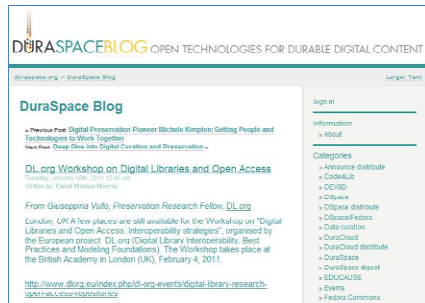 DURASPACEBLOG OPEN TECHNOLOGIES FOR DURABLE DIGITAL CONTENT
duraspace.org ✓ DuraSpace Blog
Larger Text
DuraSpace Blog
« Previous Post: Digital Preservation Pioneer Michele Kimpton: Getting People and
Technologies to Work Together
Next Post: Deep Dive into Digital Curation and Preservation »
DL.org Workshop on Digital Libraries and Open Access
Tuesday, January 18th, 2011 12:43 pm
Written by: Carol Minton Morris
From Giuseppina Vullo, Preservation Research Fellow, DL.org
London, UK A few places are still available for the Workshop on "Digital
Libraries and Open Access. Interoperability strategies", organised by
the European project DL.org (Digital Library Interoperability, Best
Practices and Modeling Foundations). The Workshop takes place at
the British Academy in London (UK), February 4, 2011.
http://www.dlorg.eu/index.php/dl-org-events/digital-library-research-
open-access-repositories
Sign in
Information
» About
Categories
» Announce distribute
» Code4Lib
» DEV8D
» DSpace
» DSpace distribute
» DSpace/Fedora
» Data curation
» DuraCloud
» DuraCloud distribute
» DuraSpace
» DuraSpace digest
» EDUCAUSE
» Events
» Fedora Commons